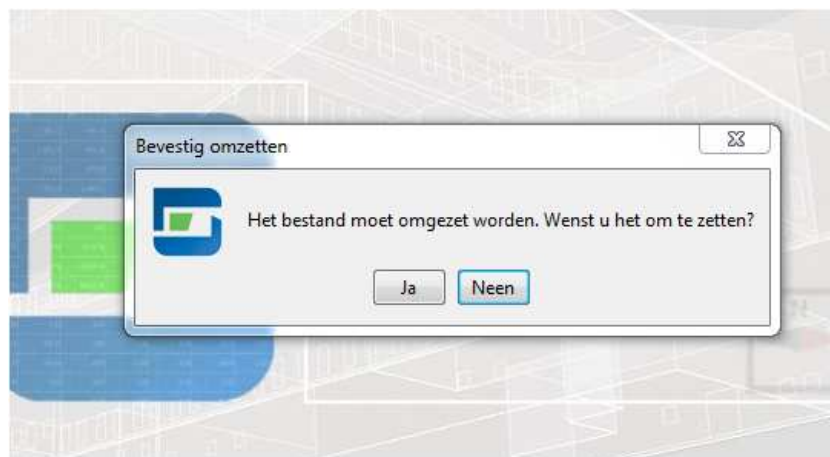 Bevestig omzetten
Het bestand moet omgezet worden. Wenst u het om te zetten?
Ja Neen